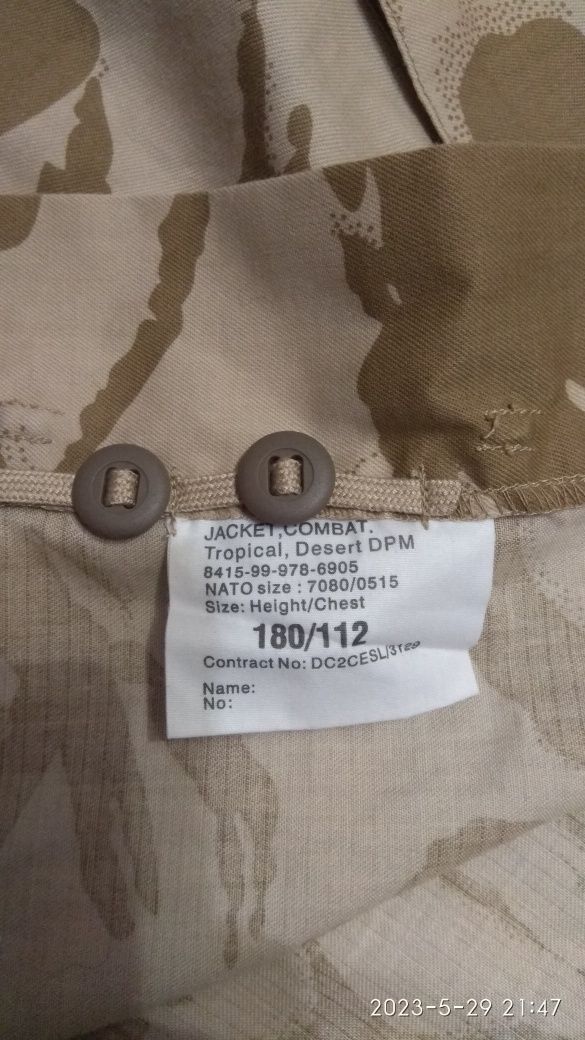 JACKET,COMBAT.
Tropical, Desert DPM
8415-99-978-6905
NATO size : 7080/0515
Size: Height/Chest
180/112
Contract No: DC2CESL/3129
Name:
No:
2023-5-29 21:47